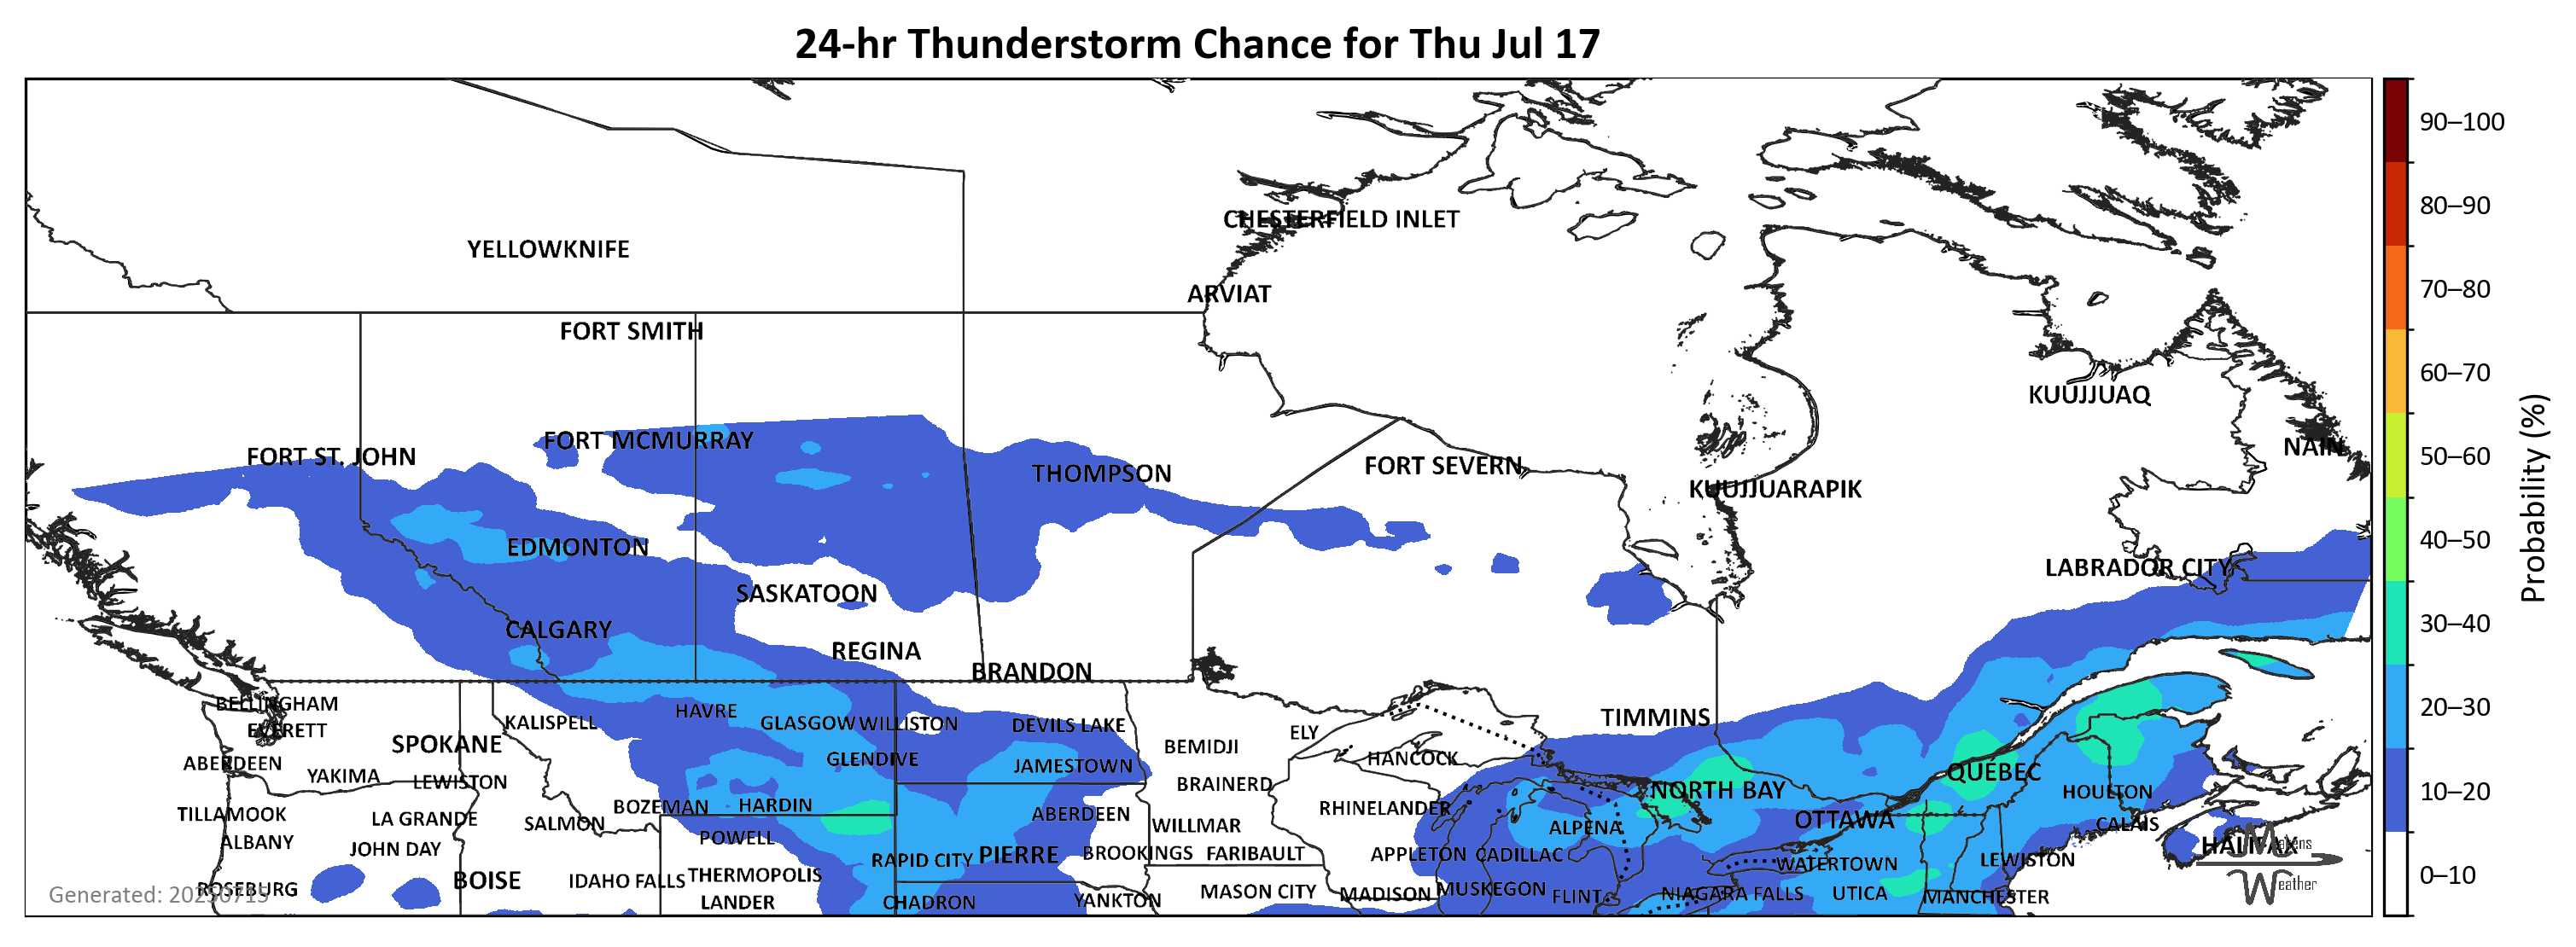 24-hr Thunderstorm Chance for Thu Jul 17
90–100
80–90
CHESTERFIELD INLET
YELLOWKNIFE
ARVIAT
70–80
FORT SMITH
60–70
KUUJJUAQ
FORT MCMURRAY
NAIN
50–60
FORT ST. JOHN
FORT SEVERN
THOMPSON
KUUJJUARAPIK
Probability (%)
40–50
EDMONTON
LABRADOR CITY
SASKATOON
30–40
CALGARY
REGINA
BRANDON
BELLINGHAM
20–30
HAVRE
TIMMINS
KALISPELL
GLASGOW WILLISTON
DEVILS LAKE
EVERETT
ELY
SPOKANE
BEMIDJI
HANCOCK
GLENDIVE
ABERDEEN
JAMESTOWN
QUÉBEC
YAKIMA
LEWISTON
BRAINERD
NORTH BAY
HOULTON
10–20
BOZEMAN
HARDIN
RHINELANDER
TILLAMOOK
LA GRANDE
SALMON
ABERDEEN
OTTAWA
CALAIS
WILLMAR
ALPENA
ALBANY
POWELL
HALIFAX
Makens
JOHN DAY
RAPID CITY
PIERRE
BROOKINGS
FARIBAULT
APPLETON
CADILLAC
WATERTOWN
LEWISTON
BOISE
IDAHO FALLS
THERMOPOLIS
0–10
Weather
ROSEBURG
Generated: 20250715
LANDER
CHADRON
YANKTON
MASON CITY
MADISON
MUSKEGON
FLINT
NIAGARA FALLS
UTICA
MANCHESTER